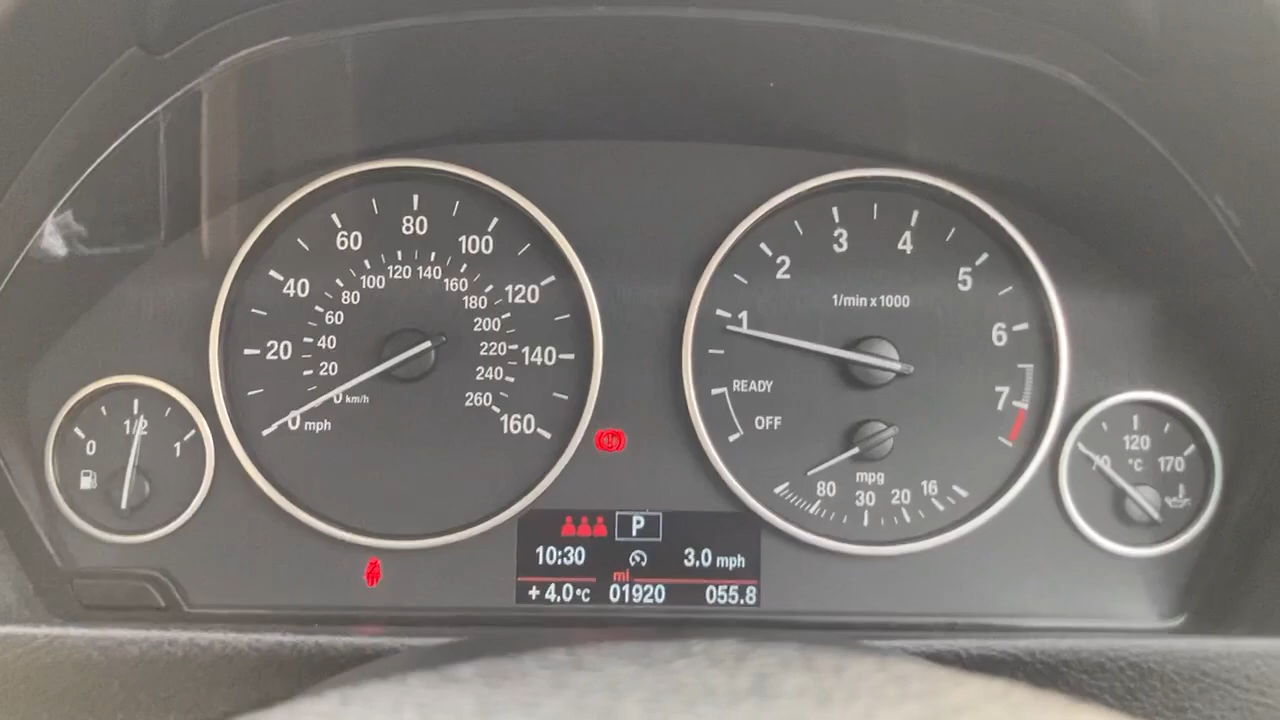 0 1/2 1
0 20 40 60 80 100 120 140 160
mph
0 20 40 60 80 100 120 140 160 180 200 220 240 260
km/h
1 2 3 4 5 6 7
1/min x 1000
READY
OFF
mpg
80 30 20 16
70 120 170
°C
P
10:30 3.0 mph
mi
+ 4.0°C 01920 055.8